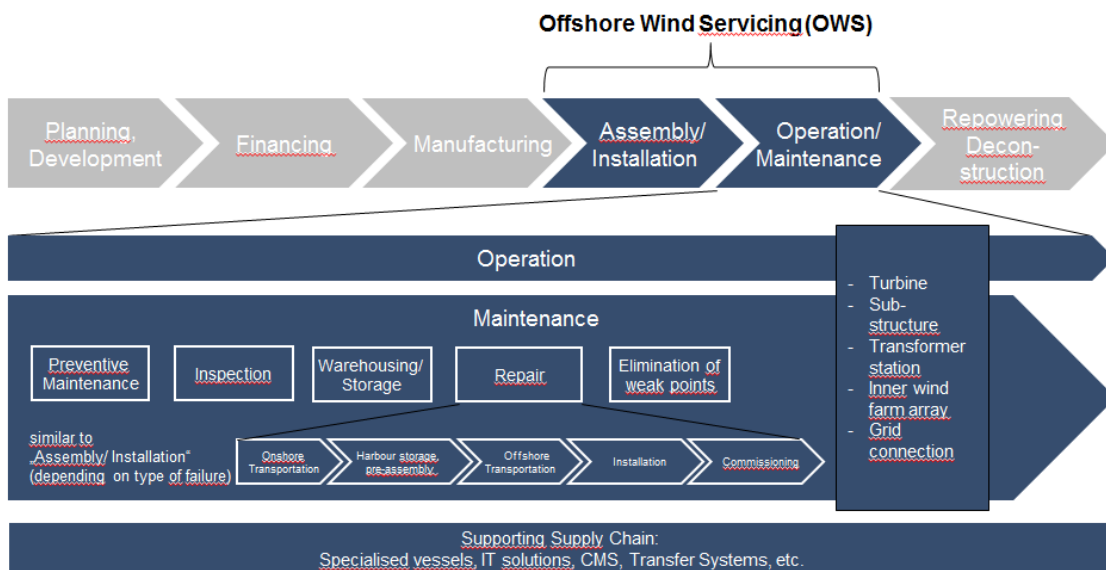 Offshore Wind Servicing (OWS)
Planning,
Development
Financing
Manufacturing
Assembly/
Installation
Operation/
Maintenance
Repowering
Decon-
struction
Operation
Maintenance
Preventive
Maintenance
Inspection
Warehousing/
Storage
Repair
Elimination of
weak points
similar to
„Assembly/ Installation“
(depending on type of failure)
Onshore
Transportation
Harbour storage,
pre-assembly
Offshore
Transportation
Installation
Commissioning
- Turbine
- Sub-
structure
- Transformer
station
- Inner wind
farm array
- Grid
connection
Supporting Supply Chain:
Specialised vessels, IT solutions, CMS, Transfer Systems, etc.